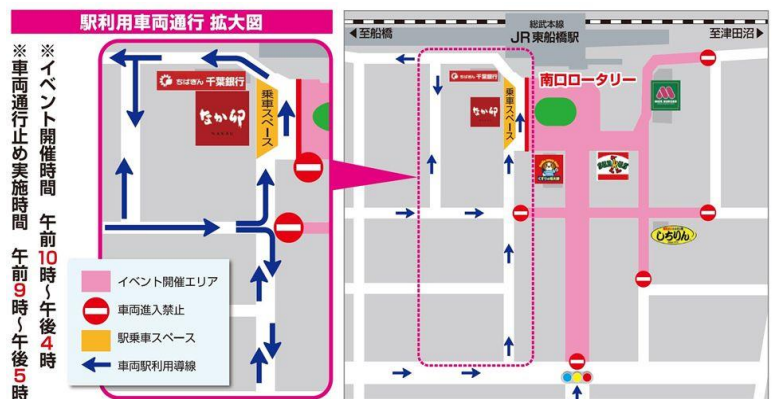 駅利用車両通行 拡大図
※イベント開催時間 午前10時～午後4時
※車両通行止め実施時間 午前9時～午後5時
ちばぎん 千葉銀行
なか卯
乗車スペース
イベント開催エリア
車両進入禁止
駅乗車スペース
車両駅利用導線
至船橋
総武本線
JR東船橋駅
至津田沼
ちばぎん 千葉銀行
なか卯
乗車スペース
南口ロータリー
しちりん